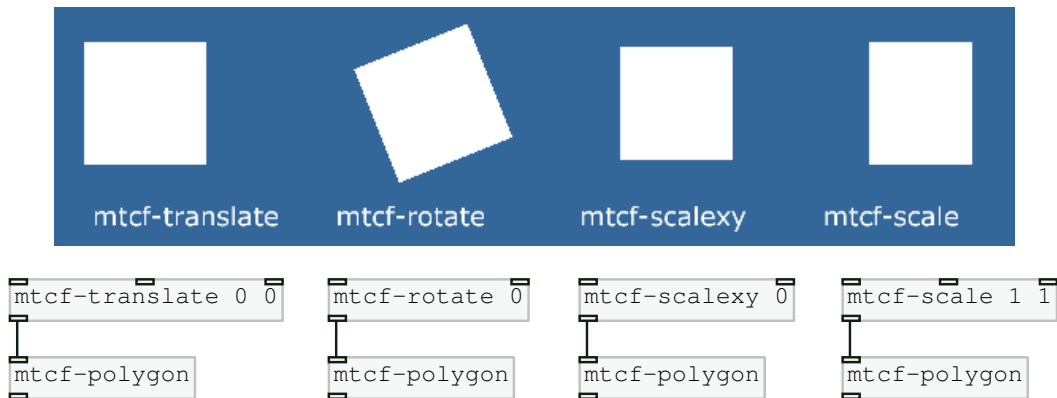 mtcf-translate mtcf-rotate mtcf-scalexy mtcf-scale
mtcf-translate 0 0 mtcf-rotate 0 mtcf-scalexy 0 mtcf-scale 1 1
mtcf-polygon mtcf-polygon mtcf-polygon mtcf-polygon